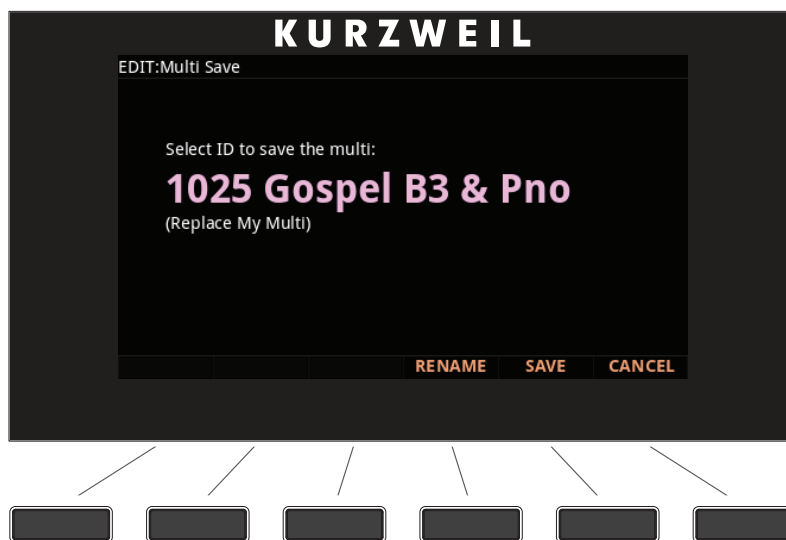 KURZWEIL
EDIT:Multi Save
Select ID to save the multi:
1025 Gospel B3 & Pno
(Replace My Multi)
RENAME SAVE CANCEL